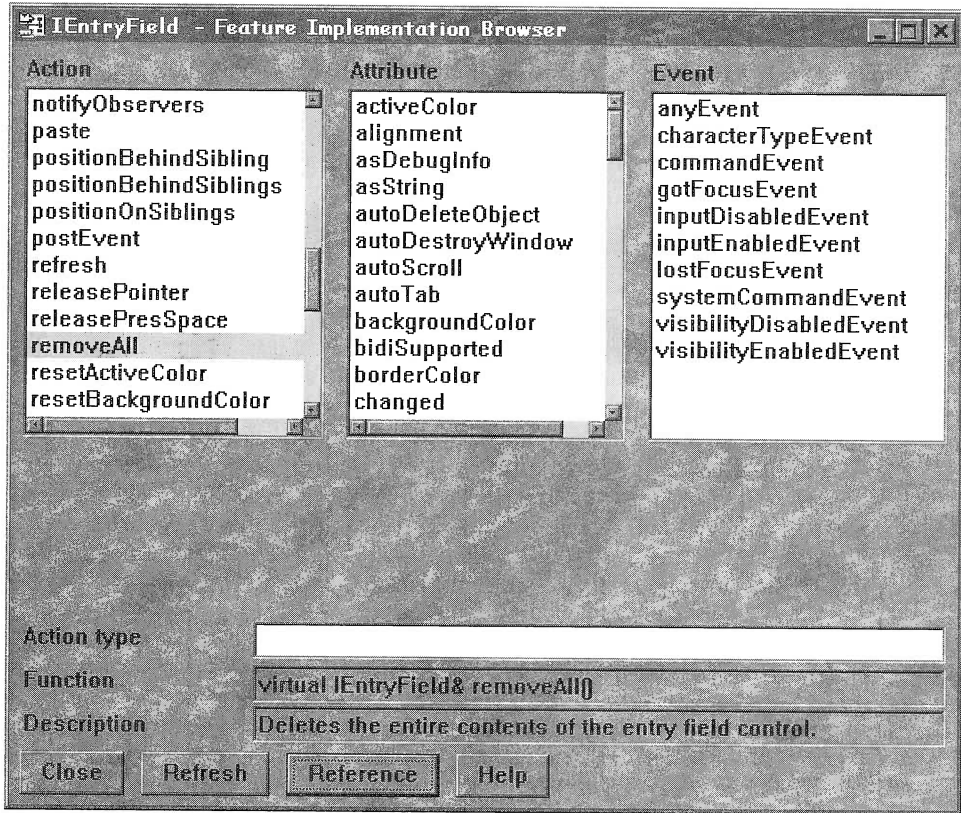 IEntryField - Feature Implementation Browser
Action
notifyObservers
paste
positionBehindSibling
positionBehindSiblings
positionOnSiblings
postEvent
refresh
releasePointer
releasePresSpace
removeAll
resetActiveColor
resetBackgroundColor
Attribute
activeColor
alignment
asDebugInfo
asString
autoDeleteObject
autoDestroyWindow
autoScroll
autoTab
backgroundColor
bidiSupported
borderColor
changed
Event
anyEvent
characterTypeEvent
commandEvent
gotFocusEvent
inputDisabledEvent
inputEnabledEvent
lostFocusEvent
systemCommandEvent
visibilityDisabledEvent
visibilityEnabledEvent
Action type
Function virtual IEntryField& removeAll()
Description Deletes the entire contents of the entry field control.
Close Refresh Reference Help